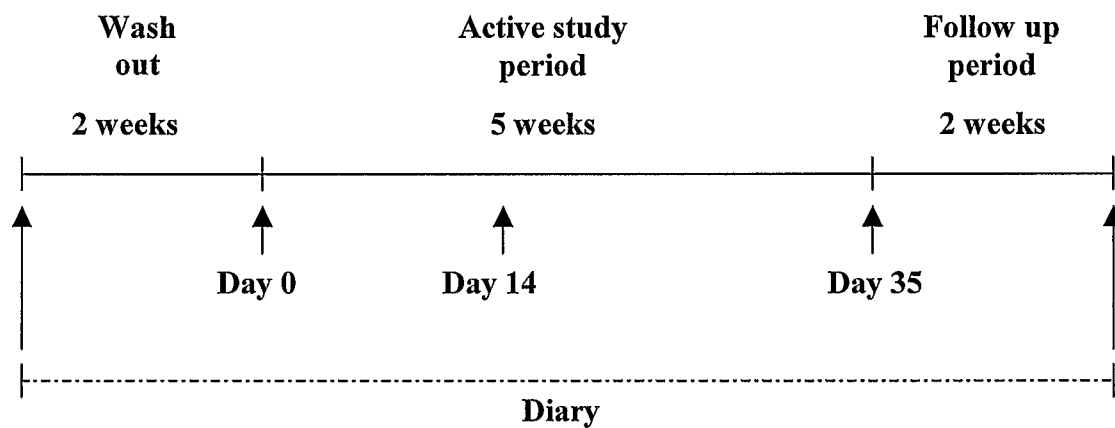 Wash
out
2 weeks
Active study
period
5 weeks
Follow up
period
2 weeks
Day 0
Day 14
Day 35
Diary